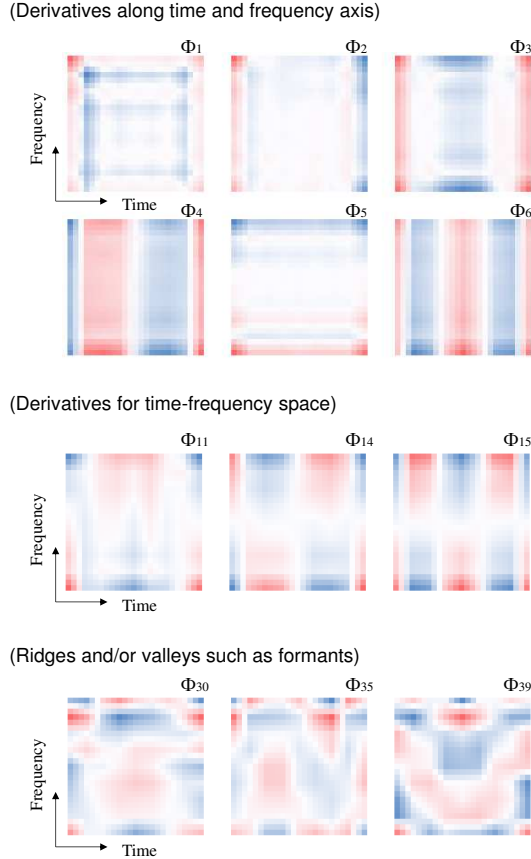 (Derivatives along time and frequency axis)
Φ1 Φ2 Φ3
Frequency
Time
Φ4 Φ5 Φ6
(Derivatives for time-frequency space)
Φ11 Φ14 Φ15
Frequency
Time
(Ridges and/or valleys such as formants)
Φ30 Φ35 Φ39
Frequency
Time